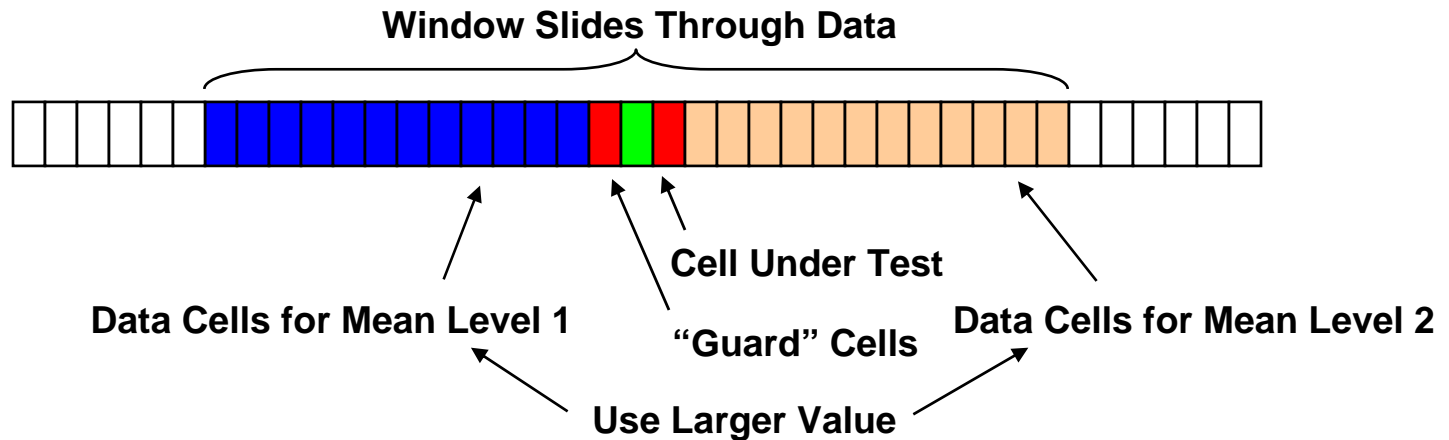 Window Slides Through Data
Cell Under Test
Data Cells for Mean Level 1
“Guard” Cells
Data Cells for Mean Level 2
Use Larger Value